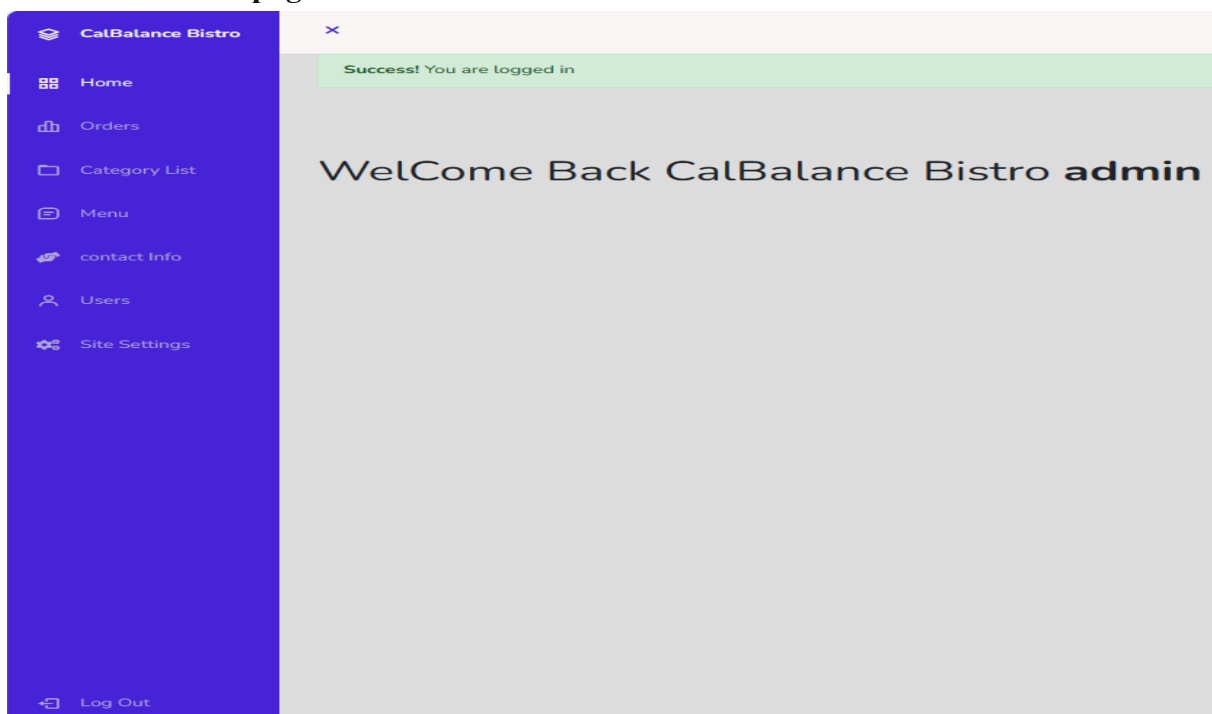 CalBalance Bistro
Success! You are logged in
Home
Orders
Category List
WelCome Back CalBalance Bistro admin
Menu
contact Info
Users
Site Settings
Log Out